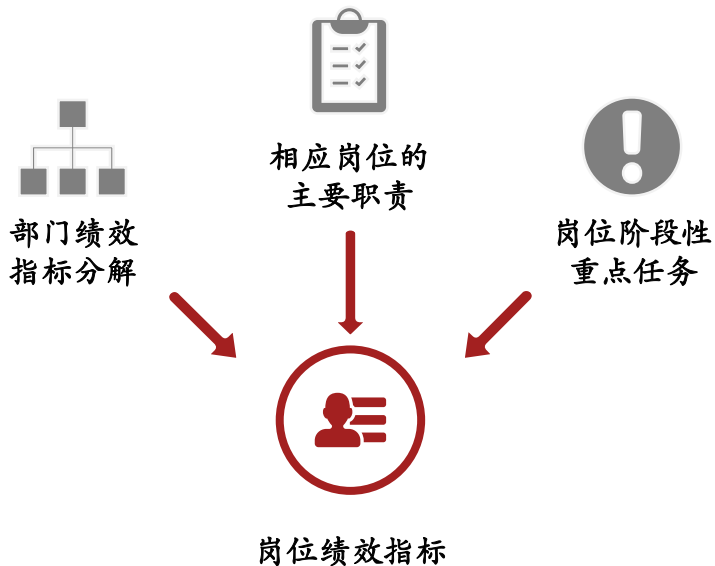 相应岗位的
主要职责
部门绩效
指标分解
岗位阶段性
重点任务
岗位绩效指标